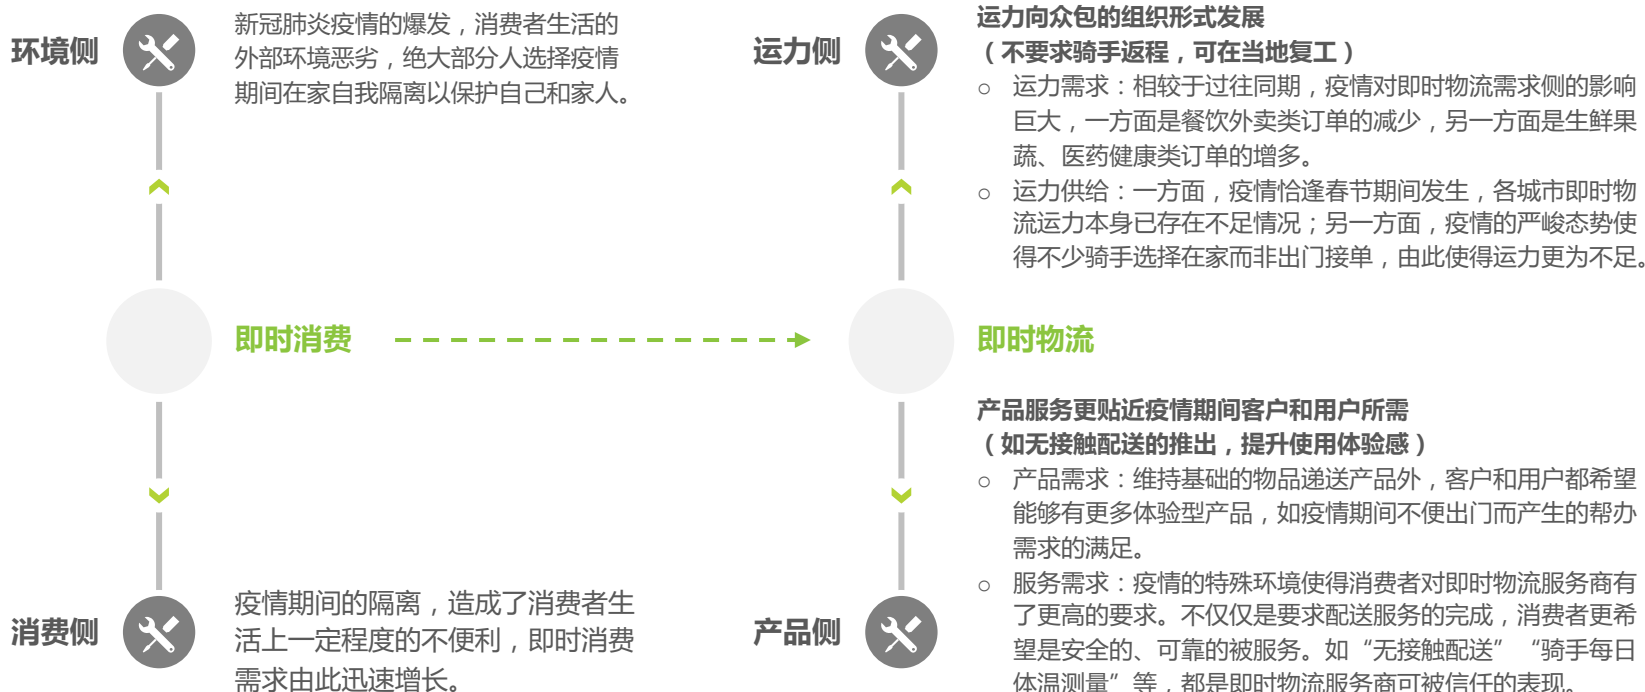 环境侧
新冠肺炎疫情的爆发，消费者生活的
外部环境恶劣，绝大部分人选择疫情
期间在家自我隔离以保护自己和家人。
即时消费
消费侧
疫情期间的隔离，造成了消费者生
活上一定程度的不便利，即时消费
需求由此迅速增长。
运力侧
运力向众包的组织形式发展
（不要求骑手返程，可在当地复工）
○ 运力需求：相较于过往同期，疫情对即时物流需求侧的影响
巨大，一方面是餐饮外卖类订单的减少，另一方面是生鲜果
蔬、医药健康类订单的增多。
○ 运力供给：一方面，疫情恰逢春节期间发生，各城市即时物
流运力本身已存在不足情况；另一方面，疫情的严峻态势使
得不少骑手选择在家而非出门接单，由此使得运力更为不足。
即时物流
产品侧
产品服务更贴近疫情期间客户和用户所需
（如无接触配送的推出，提升使用体验感）
○ 产品需求：维持基础的物品递送产品外，客户和用户都希望
能够有更多体验型产品，如疫情期间不便出门而产生的帮办
需求的满足。
○ 服务需求：疫情的特殊环境使得消费者对即时物流服务商有
了更高的要求。不仅仅是要求配送服务的完成，消费者更希
望是安全的、可靠的被服务。如“无接触配送”“骑手每日
体温测量”等，都是即时物流服务商可被信任的表现。